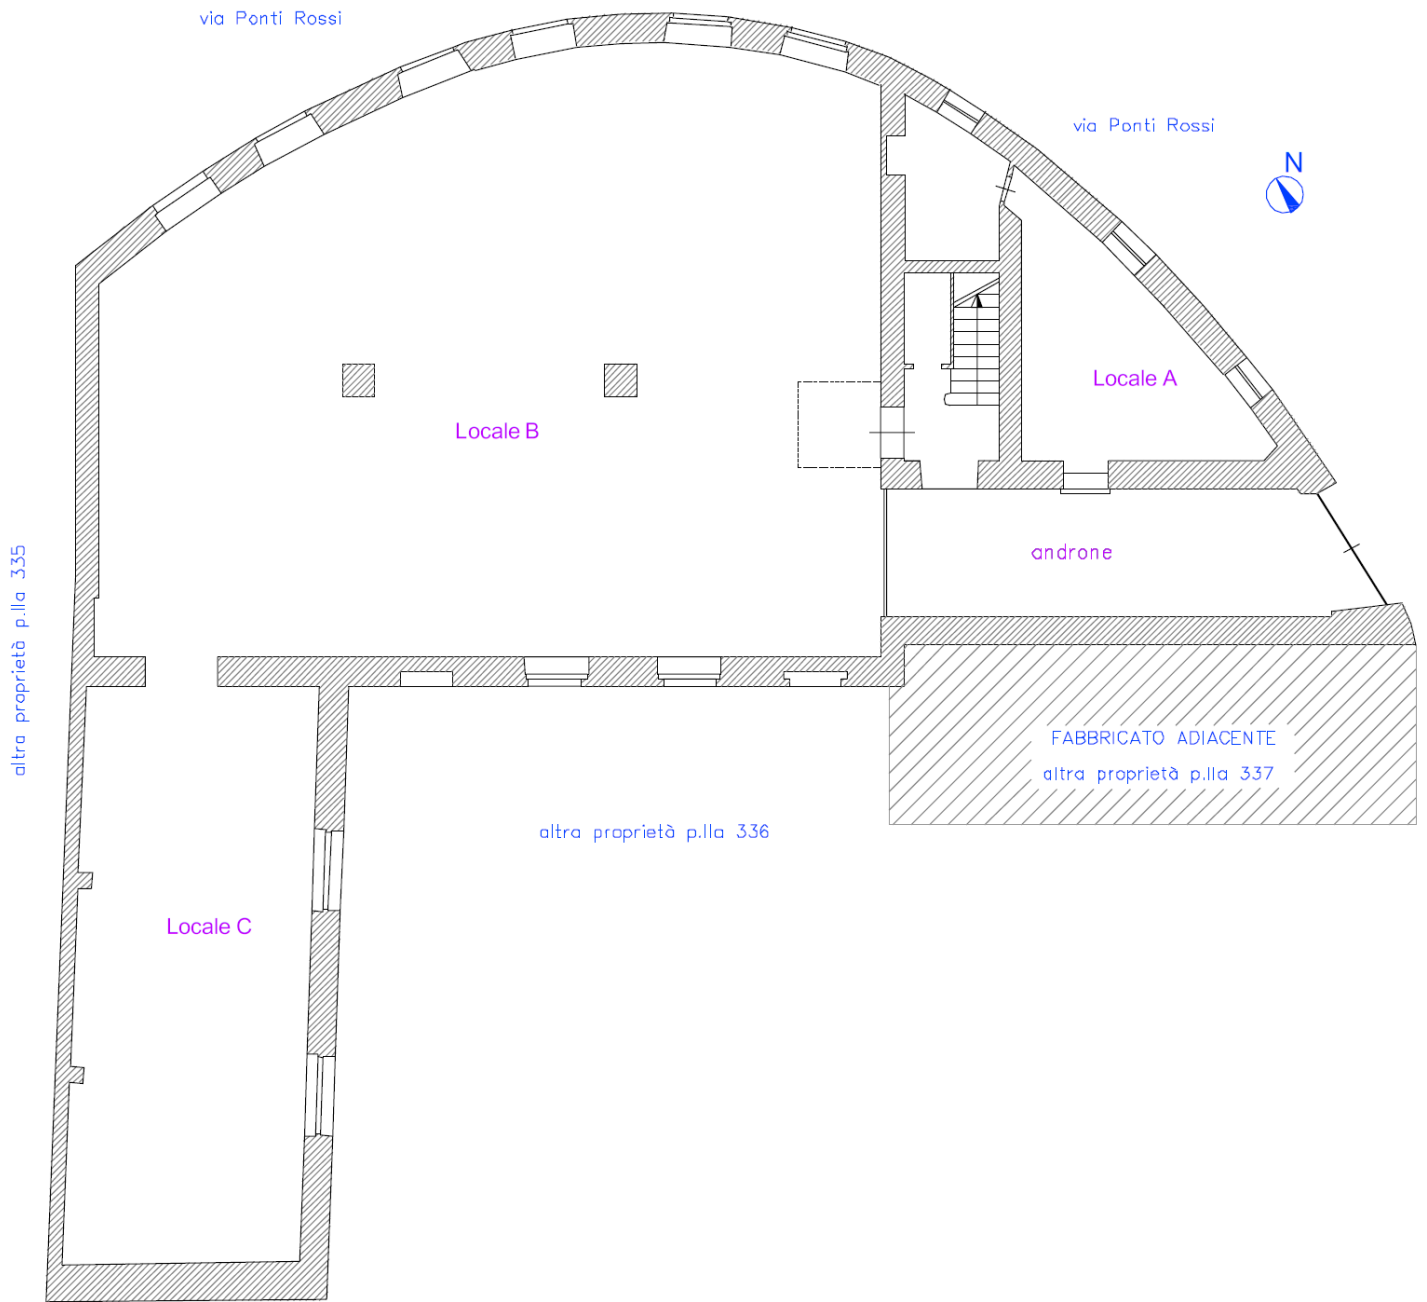 via Ponti Rossi
via Ponti Rossi
N
Locale A
Locale B
androne
altra proprietà p.lla 335
FABBRICATO ADIACENTE
altra proprietà p.lla 337
altra proprietà p.lla 336
Locale C